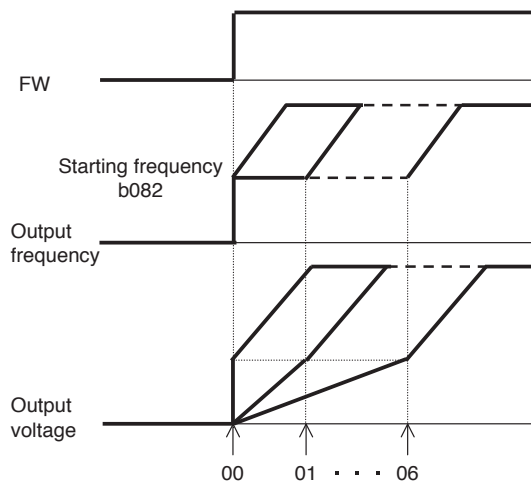 FW
Starting frequency
b082
Output
frequency
Output
voltage
00 01 · · · 06